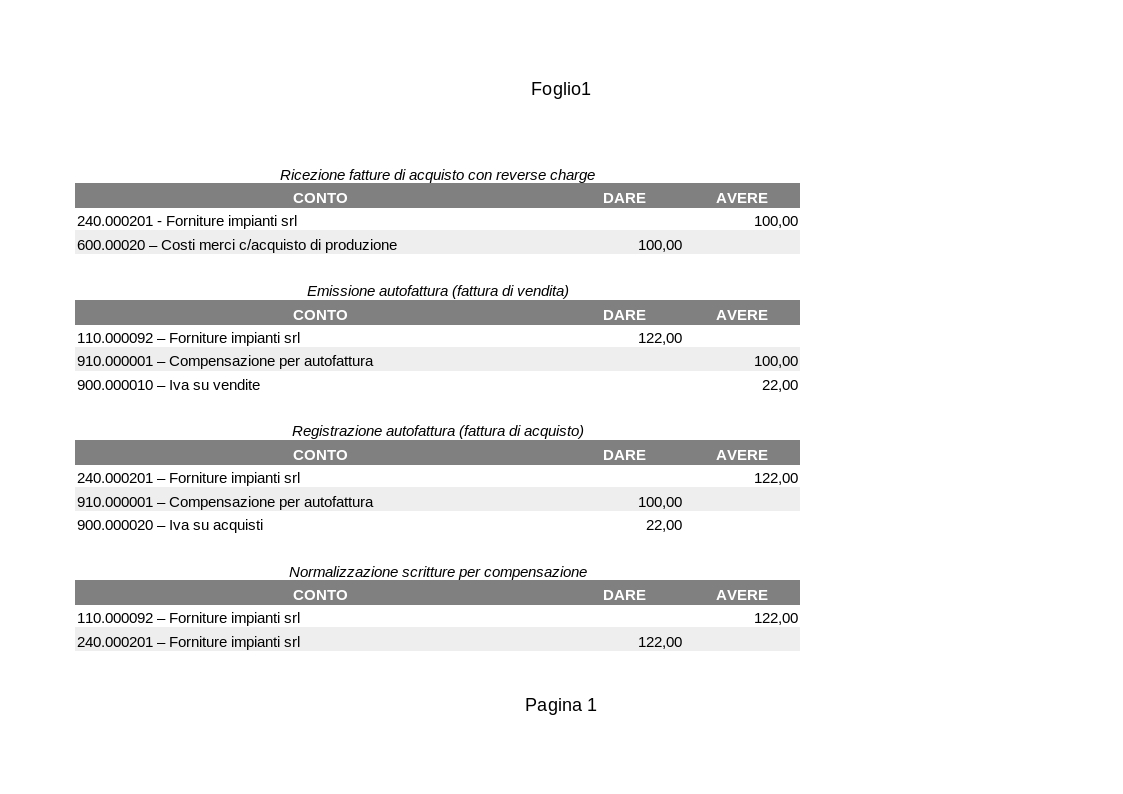 Foglio1
Ricezione fatture di acquisto con reverse charge
CONTO DARE AVERE
240.000201 - Forniture impianti srl 100,00
600.00020 – Costi merci c/acquisto di produzione 100,00
Emissione autofattura (fattura di vendita)
CONTO DARE AVERE
110.000092 – Forniture impianti srl 122,00
910.000001 – Compensazione per autofattura 100,00
900.000010 – Iva su vendite 22,00
Registrazione autofattura (fattura di acquisto)
CONTO DARE AVERE
240.000201 – Forniture impianti srl 122,00
910.000001 – Compensazione per autofattura 100,00
900.000020 – Iva su acquisti 22,00
Normalizzazione scritture per compensazione
CONTO DARE AVERE
110.000092 – Forniture impianti srl 122,00
240.000201 – Forniture impianti srl 122,00
Pagina 1